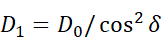 D₁ = D₀/cos² δ